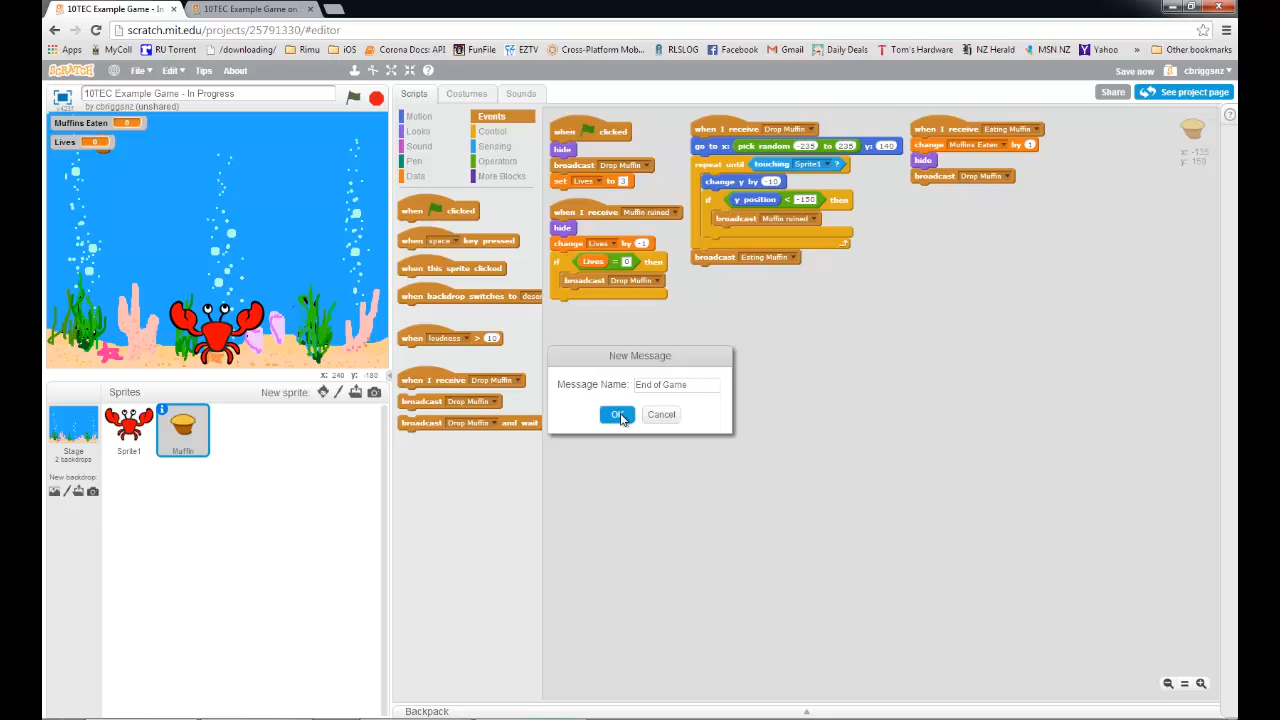 10TEC Example Game - In
10TEC Example Game on
scratch.mit.edu/projects/25791330/#editor
Apps MyColl RU Torrent /downloading/ Rimu iOS Corona Docs: API FunFile EZTV Cross-Platform Mob... RLSLOG Facebook Gmail Daily Deals Tom's Hardware NZ Herald MSN NZ Yahoo » Other bookmarks
SCRATCH File Edit Tips About Save now cbriggsnz
10TEC Example Game - In Progress
by cbriggsnz (unshared)
Scripts Costumes Sounds
Share See project page
Muffins Eaten 0
Lives 0
x: 240 y: -180
Motion Events
Looks Control
Sound Sensing
Pen Operators
Data More Blocks
when clicked
when space key pressed
when this sprite clicked
when backdrop switches to
when loudness > 10
when I receive Drop Muffin
broadcast Drop Muffin
broadcast Drop Muffin and wait
when clicked
hide
broadcast Drop Muffin
set Lives to 3
when I receive Muffin ruined
hide
change Lives by -1
if Lives = 0 then
broadcast Drop Muffin
when I receive Drop Muffin
go to x: pick random -235 to 235 y: 140
repeat until touching Sprite1 ?
change y by -10
if y position < -150 then
broadcast Muffin ruined
broadcast Eating Muffin
when I receive Eating Muffin
change Muffins Eaten by 1
hide
broadcast Drop Muffin
x: -135
y: 159
New Message
Message Name: End of Game
OK Cancel
Sprites New sprite:
Stage
2 backdrops
New backdrop:
Sprite1
Muffin
Backpack